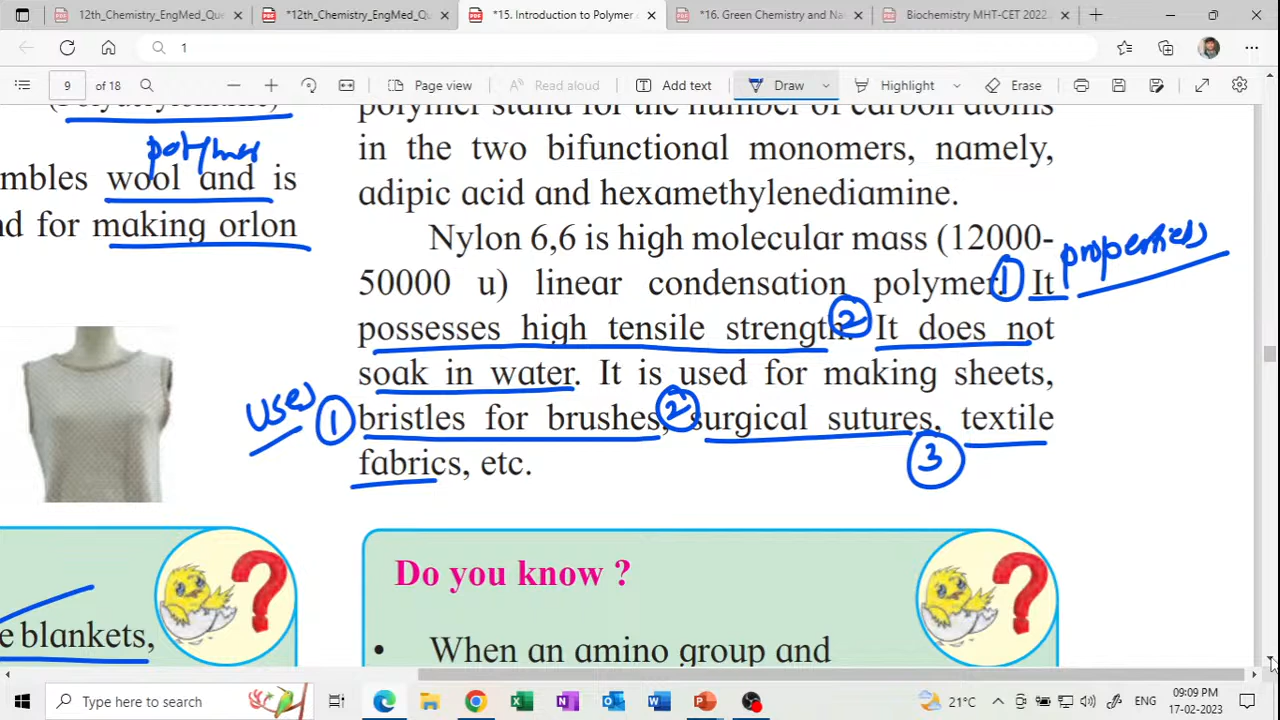 12th_Chemistry_EngMed_Que
*12th_Chemistry_EngMed_Qu
*15. Introduction to Polymer
*16. Green Chemistry and Na
Biochemistry MHT-CET 2022
1
9 of 18
Page view
Read aloud
Add text
Draw
Highlight
Erase
polymer
mbles wool and is
nd for making orlon
e blankets,
polymer stand for the number of carbon atoms
in the two bifunctional monomers, namely,
adipic acid and hexamethylenediamine.
Nylon 6,6 is high molecular mass (12000-
properties
50000 u) linear condensation polymer. 1 It
possesses high tensile strength. 2 It does not
soak in water. It is used for making sheets,
uses 1 bristles for brushes, 2 surgical sutures, textile
3
fabrics, etc.
Do you know ?
• When an amino group and
Type here to search
21°C
ENG
09:09 PM
17-02-2023